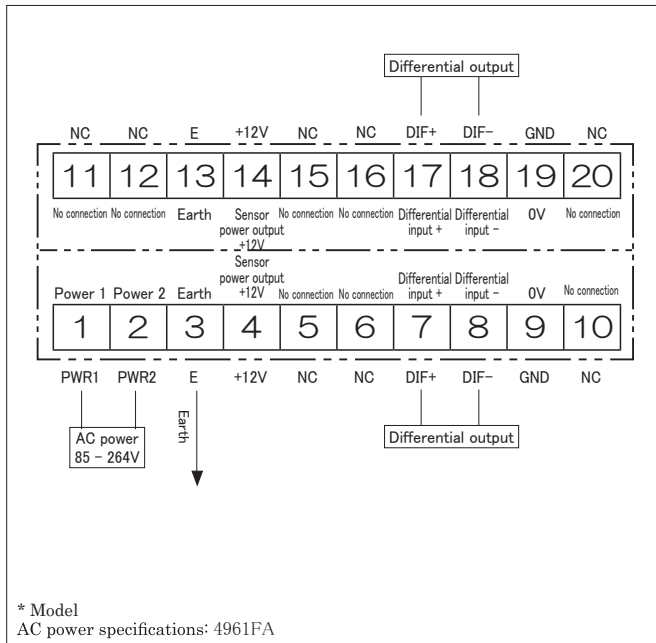 Differential output
NC NC E +12V NC NC DIF+ DIF− GND NC
11 12 13 14 15 16 17 18 19 20
No connection No connection Earth Sensor power output +12V No connection No connection Differential input + Differential input − 0V No connection
Power 1 Power 2 Earth Sensor power output +12V No connection No connection Differential input + Differential input − 0V No connection
1 2 3 4 5 6 7 8 9 10
PWR1 PWR2 E +12V NC NC DIF+ DIF− GND NC
AC power
85 − 264V
Earth
Differential output
* Model
AC power specifications: 4961FA